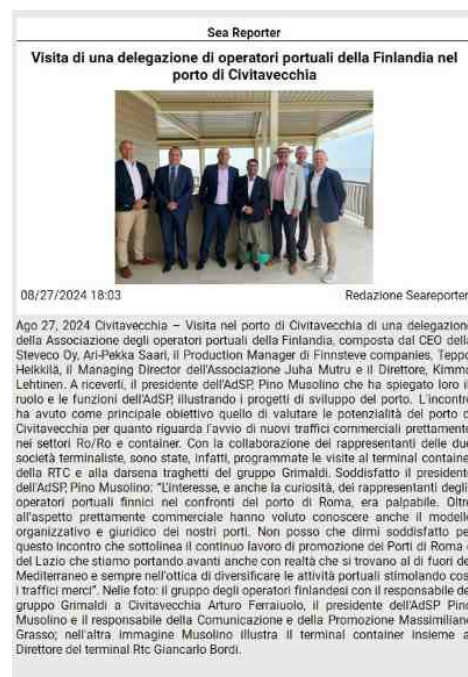 Sea Reporter
Visita di una delegazione di operatori portuali della Finlandia nel
porto di Civitavecchia
08/27/2024 18:03
Redazione Seareporter
Ago 27, 2024 Civitavecchia – Visita nel porto di Civitavecchia di una delegazione
della Associazione degli operatori portuali della Finlandia, composta dal CEO della
Steveco Oy, Ari-Pekka Saari, il Production Manager di Finnsteve companies, Teppo
Heikkilä, il Managing Director dell'Associazione Juha Mutru e il Direttore, Kimmo
Lehtinen. A riceverli, il presidente dell'AdSP, Pino Musolino che ha spiegato loro il
ruolo e le funzioni dell'AdSP, illustrando i progetti di sviluppo del porto. L'incontro
ha avuto come principale obiettivo quello di valutare le potenzialità del porto d
Civitavecchia per quanto riguarda l'avvio di nuovi traffici commerciali prettamente
nei settori Ro/Ro e container. Con la collaborazione dei rappresentanti delle due
società terminaliste, sono state, infatti, programmate le visite al terminal container
della RTC e alla darsena traghetti del gruppo Grimaldi. Soddisfatto il presidente
dell'AdSP, Pino Musolino: "L'interesse, e anche la curiosità, dei rappresentanti degli
operatori portuali finnici nei confronti del porto di Roma, era palpabile. Oltre
all'aspetto prettamente commerciale hanno voluto conoscere anche il modello
organizzativo e giuridico dei nostri porti. Non posso che dirmi soddisfatto per
questo incontro che sottolinea il continuo lavoro di promozione dei Porti di Roma e
del Lazio che stiamo portando avanti anche con realtà che si trovano al di fuori del
Mediterraneo e sempre nell'ottica di diversificare le attività portuali stimolando così
i traffici merci". Nelle foto: il gruppo degli operatori finlandesi con il responsabile del
gruppo Grimaldi a Civitavecchia Arturo Ferraiuolo, il presidente dell'AdSP Pino
Musolino e il responsabile della Comunicazione e della Promozione Massimiliano
Grasso; nell'altra immagine Musolino illustra il terminal container insieme a
Direttore del terminal Rtc Giancarlo Bordi.